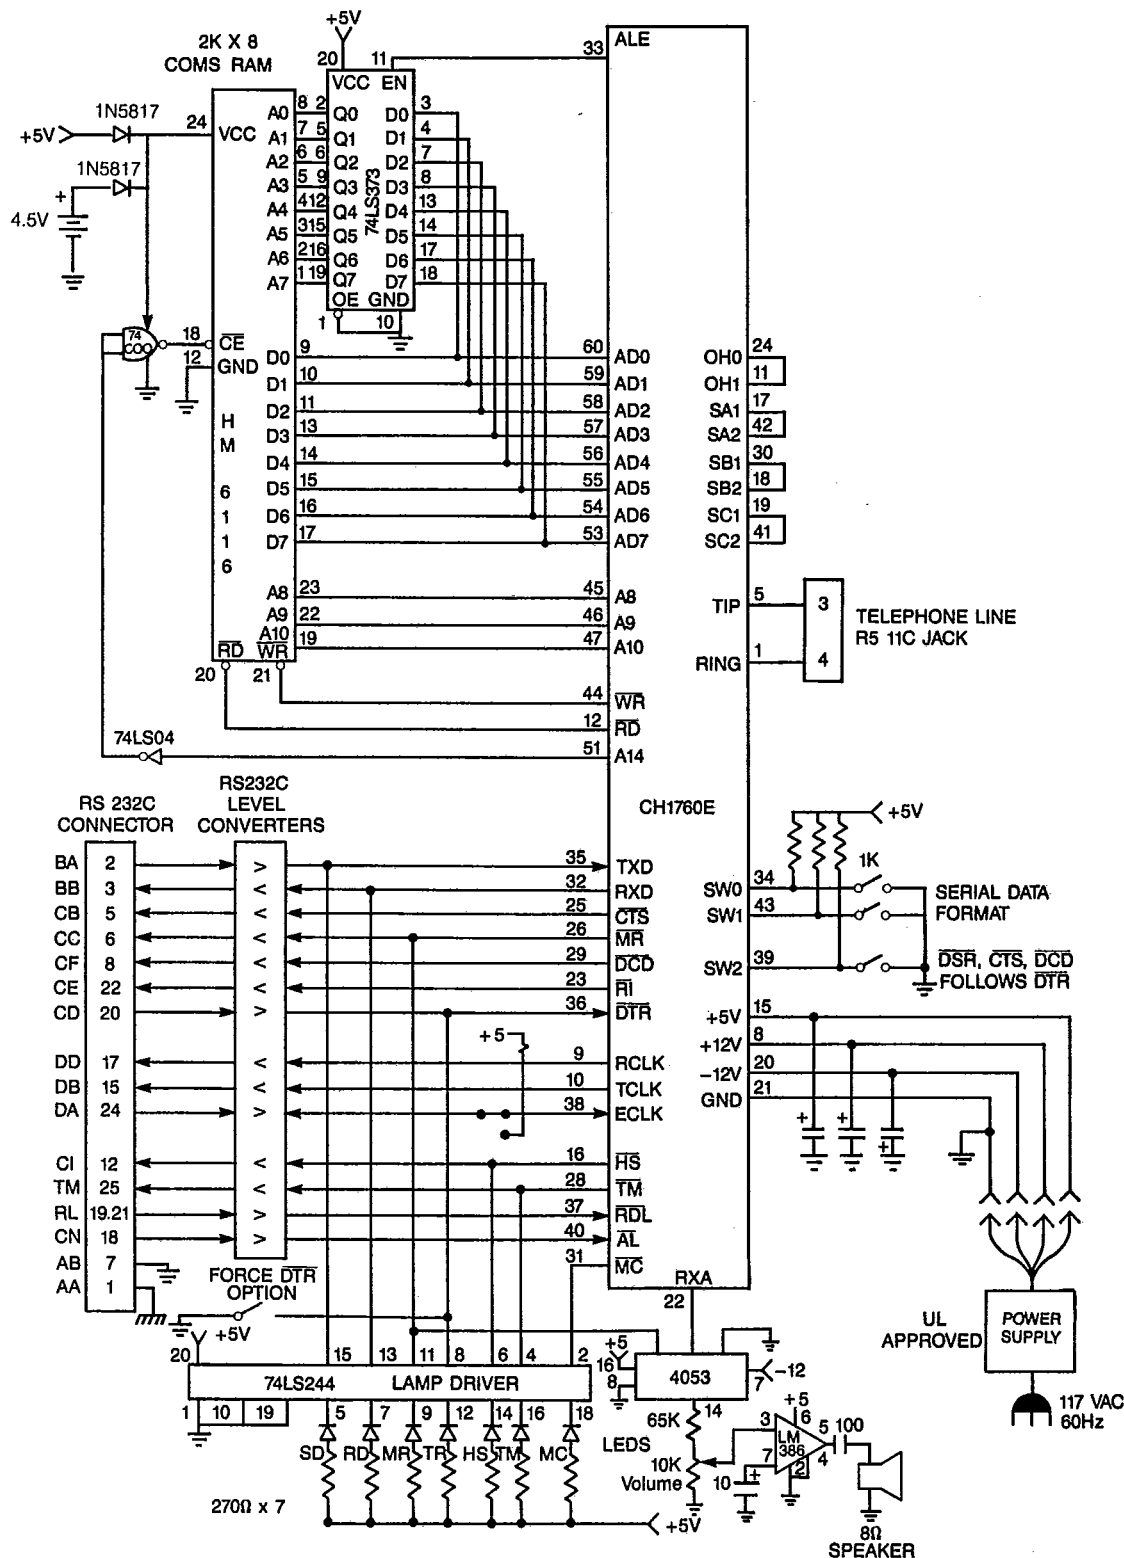 +5V
2K X 8
COMS RAM
20 11 33 ALE
VCC EN
1N5817
+5V
24 VCC
1N5817
+
4.5V
A0 8 2 Q0 D0 3
A1 7 5 Q1 D1 4
A2 6 6 Q2 D2 7
A3 5 9 Q3 D3 8
A4 4 12 Q4 D4 13
A5 3 15 Q5 D5 14
A6 2 16 Q6 D6 17
A7 1 19 Q7 D7 18
74LS373
OE GND
1 10
74
COO
18 CE
12 GND
HM 6116
D0 9 60 AD0
D1 10 59 AD1
D2 11 58 AD2
D3 13 57 AD3
D4 14 56 AD4
D5 15 55 AD5
D6 16 54 AD6
D7 17 53 AD7
OH0 24
OH1 11
SA1 17
SA2 42
SB1 30
SB2 18
SC1 19
SC2 41
A8 23 45 A8
A9 22 46 A9
A10 19 47 A10
RD WR
20 21
44 WR
12 RD
51 A14
74LS04
TIP 5 3
RING 1 4
TELEPHONE LINE
R5 11C JACK
CH1760E
RS 232C
CONNECTOR
RS232C
LEVEL
CONVERTERS
BA 2 > 35 TXD
BB 3 < 32 RXD
CB 5 < 25 CTS
CC 6 < 26 MR
CF 8 < 29 DCD
CE 22 < 23 RI
CD 20 > 36 DTR
+5
DD 17 < 9 RCLK
DB 15 < 10 TCLK
DA 24 > 38 ECLK
CI 12 < 16 HS
TM 25 < 28 TM
RL 19.21 > 37 RDL
CN 18 > 40 AL
AB 7 31 MC
AA 1
+5V
1K
SW0 34
SW1 43
SW2 39
SERIAL DATA
FORMAT
DSR, CTS, DCD
FOLLOWS DTR
+5V 15
+12V 8
-12V 20
GND 21
+ + +
RXA
22
FORCE DTR
OPTION
+5V
20 15 13 11 8 6 4 2
74LS244 LAMP DRIVER
1 10 19 5 7 9 12 14 16 18
SD RD MR TR HS TM MC
LEDS
270Ω x 7
+5V
+5
16
8
4053
7 -12
14
65K
10K
Volume
3
7
+5
6
LM
386
5
4
2
10 +
100
8Ω
SPEAKER
UL
APPROVED
POWER
SUPPLY
117 VAC
60Hz